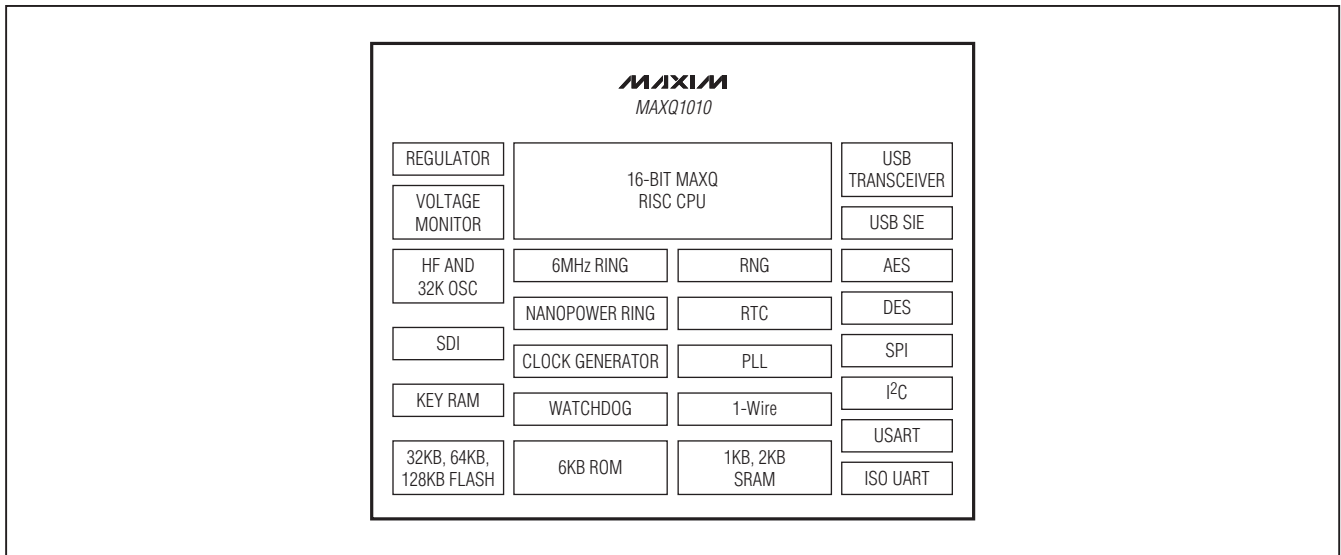 MAXIM
MAXQ1010
REGULATOR
VOLTAGE
MONITOR
HF AND
32K OSC
SDI
KEY RAM
32KB, 64KB,
128KB FLASH
16-BIT MAXQ
RISC CPU
6MHz RING
NANOPOWER RING
CLOCK GENERATOR
WATCHDOG
6KB ROM
RNG
RTC
PLL
1-Wire
1KB, 2KB
SRAM
USB
TRANSCEIVER
USB SIE
AES
DES
SPI
I²C
USART
ISO UART